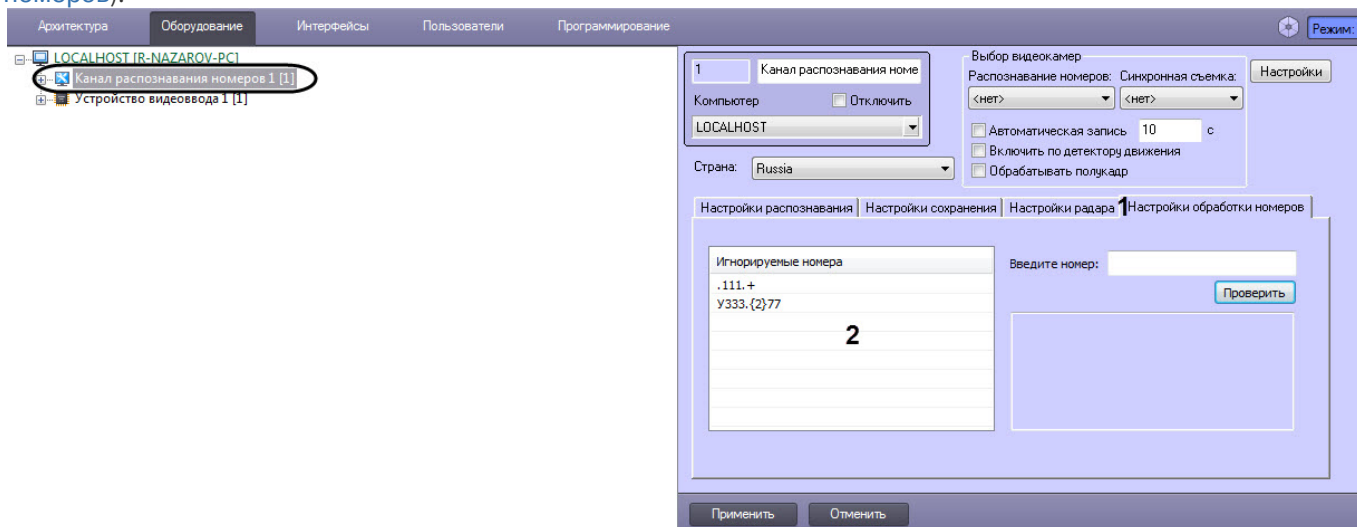 номеров).
Архитектура Оборудование Интерфейсы Пользователи Программирование Режим:
LOCALHOST [R-NAZAROV-PC]
Канал распознавания номеров 1 [1]
Устройство видеоввода 1 [1]
1 Канал распознавания номе
Компьютер Отключить
LOCALHOST
Страна: Russia
Выбор видеокамер
Распознавание номеров: Синхронная съемка: Настройки
<нет> <нет>
Автоматическая запись 10 с
Включить по детектору движения
Обрабатывать полукадр
Настройки распознавания Настройки сохранения Настройки радара 1 Настройки обработки номеров
Игнорируемые номера
.111.+
У333.{2}77
2
Введите номер:
Проверить
Применить Отменить